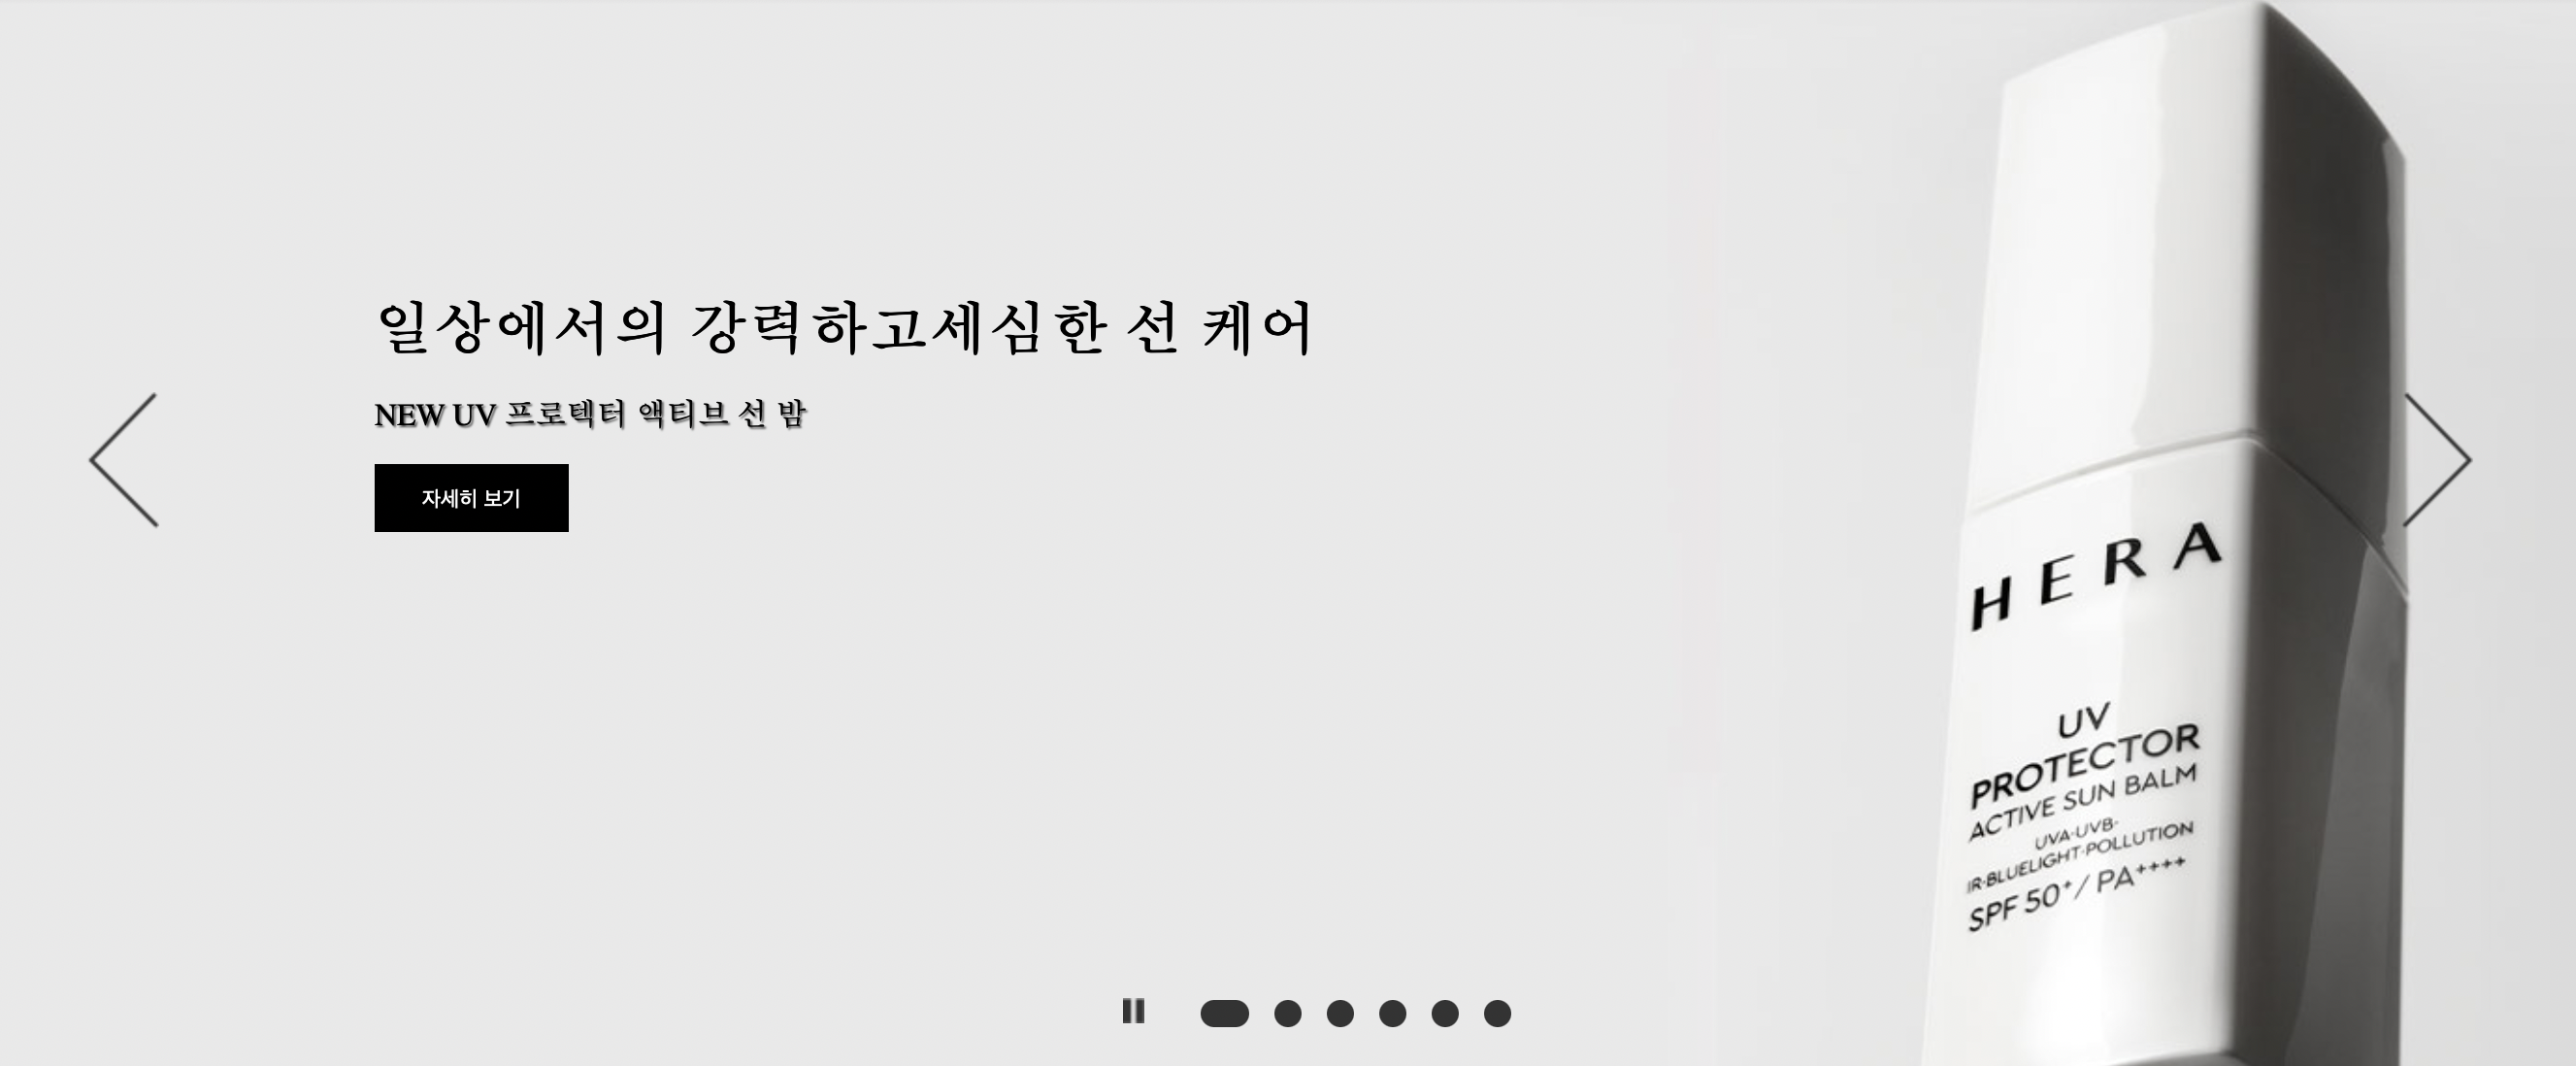 일상에서의 강력하고세심한 선 케어
NEW UV 프로텍터 액티브 선 밤
자세히 보기
HERA
UV
PROTECTOR
ACTIVE SUN BALM
UVA·UVB·
IR·BLUELIGHT·POLLUTION
SPF 50+/ PA++++